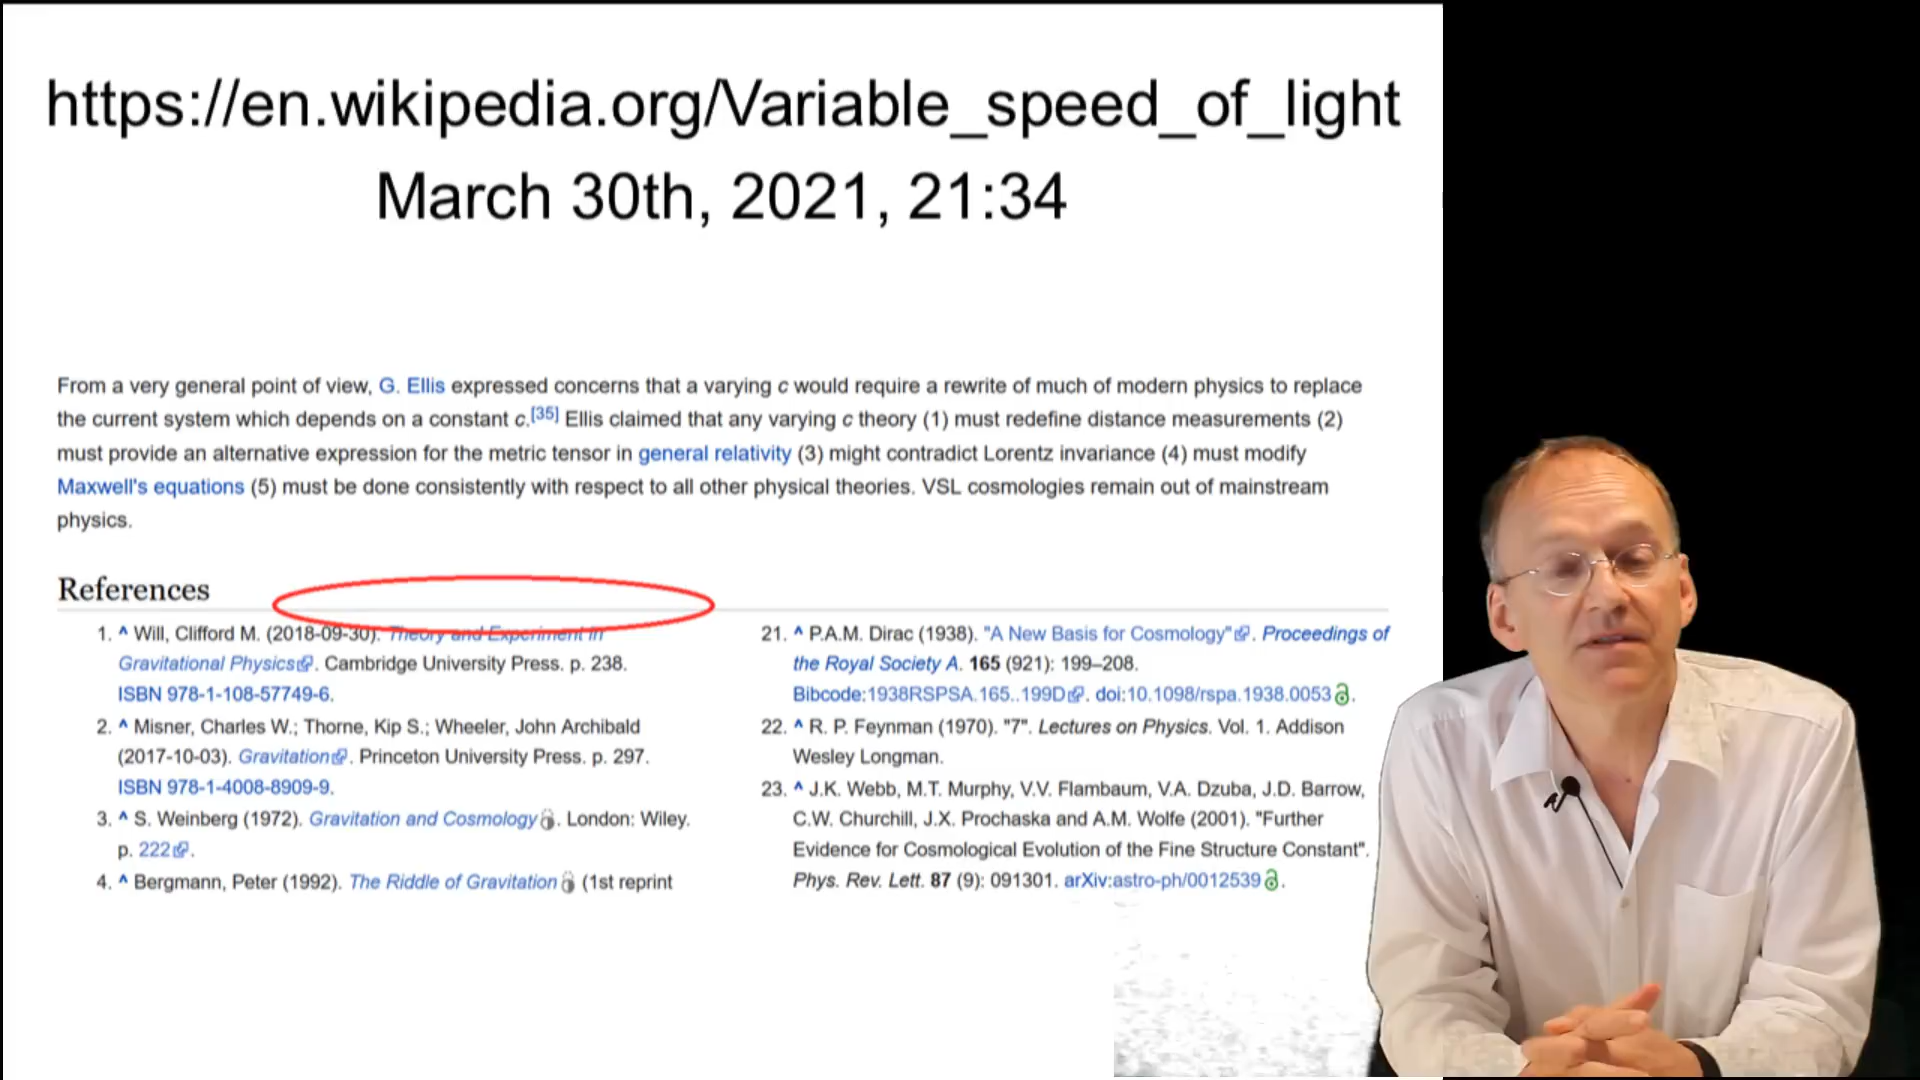 https://en.wikipedia.org/Variable_speed_of_light
March 30th, 2021, 21:34
From a very general point of view, G. Ellis expressed concerns that a varying c would require a rewrite of much of modern physics to replace
the current system which depends on a constant c.[35] Ellis claimed that any varying c theory (1) must redefine distance measurements (2)
must provide an alternative expression for the metric tensor in general relativity (3) might contradict Lorentz invariance (4) must modify
Maxwell's equations (5) must be done consistently with respect to all other physical theories. VSL cosmologies remain out of mainstream
physics.
References
1. ^ Will, Clifford M. (2018-09-30). Theory and Experiment in
Gravitational Physics. Cambridge University Press. p. 238.
ISBN 978-1-108-57749-6.
2. ^ Misner, Charles W.; Thorne, Kip S.; Wheeler, John Archibald
(2017-10-03). Gravitation. Princeton University Press. p. 297.
ISBN 978-1-4008-8909-9.
3. ^ S. Weinberg (1972). Gravitation and Cosmology. London: Wiley.
p. 222.
4. ^ Bergmann, Peter (1992). The Riddle of Gravitation (1st reprint
21. ^ P.A.M. Dirac (1938). "A New Basis for Cosmology". Proceedings of
the Royal Society A. 165 (921): 199–208.
Bibcode:1938RSPSA.165..199D. doi:10.1098/rspa.1938.0053.
22. ^ R. P. Feynman (1970). "7". Lectures on Physics. Vol. 1. Addison
Wesley Longman.
23. ^ J.K. Webb, M.T. Murphy, V.V. Flambaum, V.A. Dzuba, J.D. Barrow,
C.W. Churchill, J.X. Prochaska and A.M. Wolfe (2001). "Further
Evidence for Cosmological Evolution of the Fine Structure Constant".
Phys. Rev. Lett. 87 (9): 091301. arXiv:astro-ph/0012539.